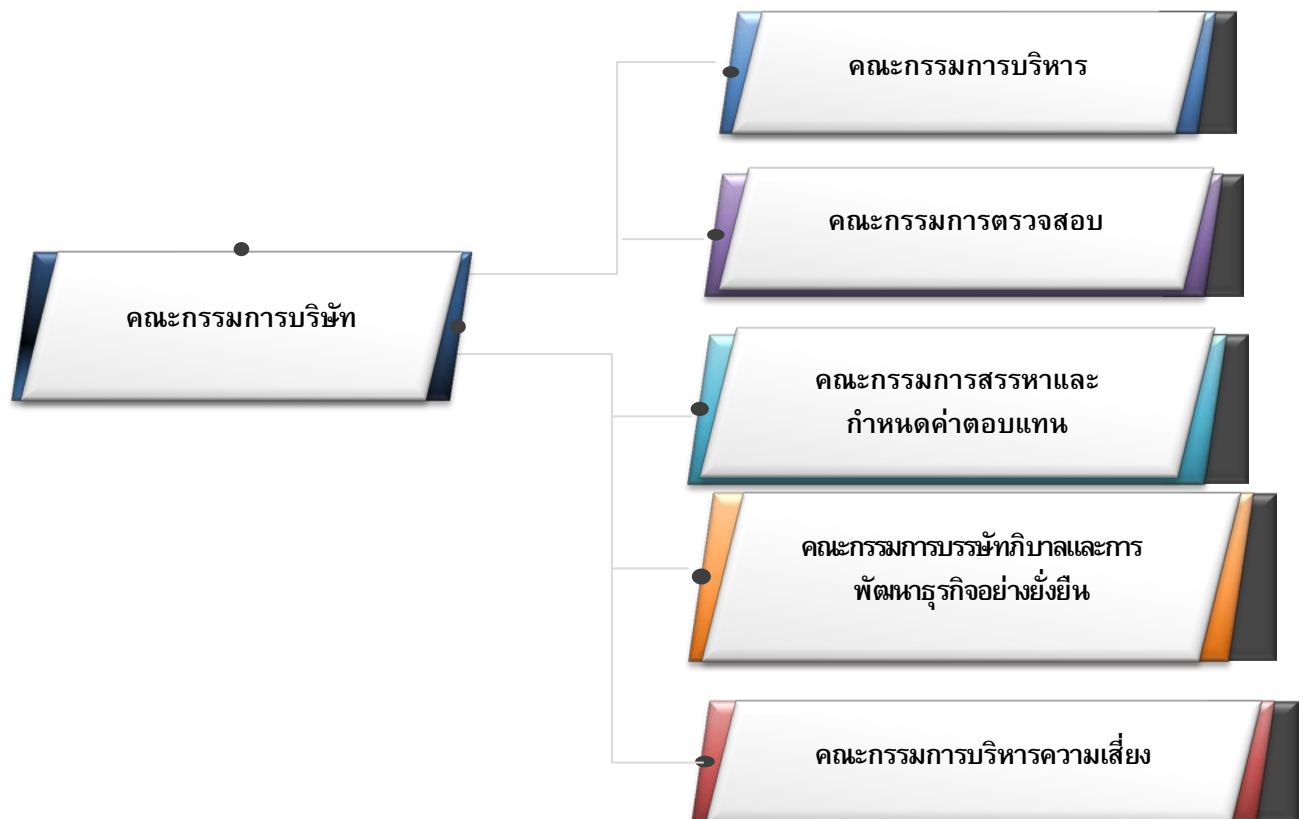 คณะกรรมการบริหาร
คณะกรรมการตรวจสอบ
คณะกรรมการบริษัท
คณะกรรมการสรรหาและ
กำหนดค่าตอบแทน
คณะกรรมการบรรษัทภิบาลและการ
พัฒนาธุรกิจอย่างยั่งยืน
คณะกรรมการบริหารความเสี่ยง